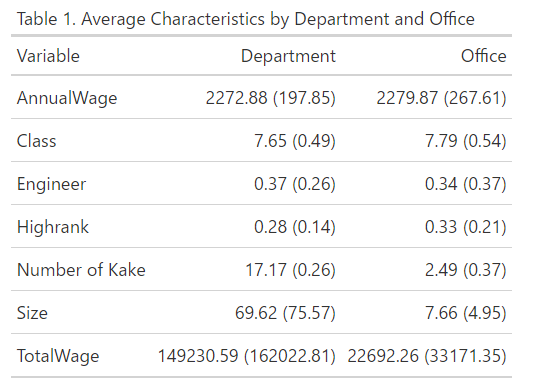 Table 1. Average Characteristics by Department and Office
Variable Department Office
AnnualWage 2272.88 (197.85) 2279.87 (267.61)
Class 7.65 (0.49) 7.79 (0.54)
Engineer 0.37 (0.26) 0.34 (0.37)
Highrank 0.28 (0.14) 0.33 (0.21)
Number of Kake 17.17 (0.26) 2.49 (0.37)
Size 69.62 (75.57) 7.66 (4.95)
TotalWage 149230.59 (162022.81) 22692.26 (33171.35)